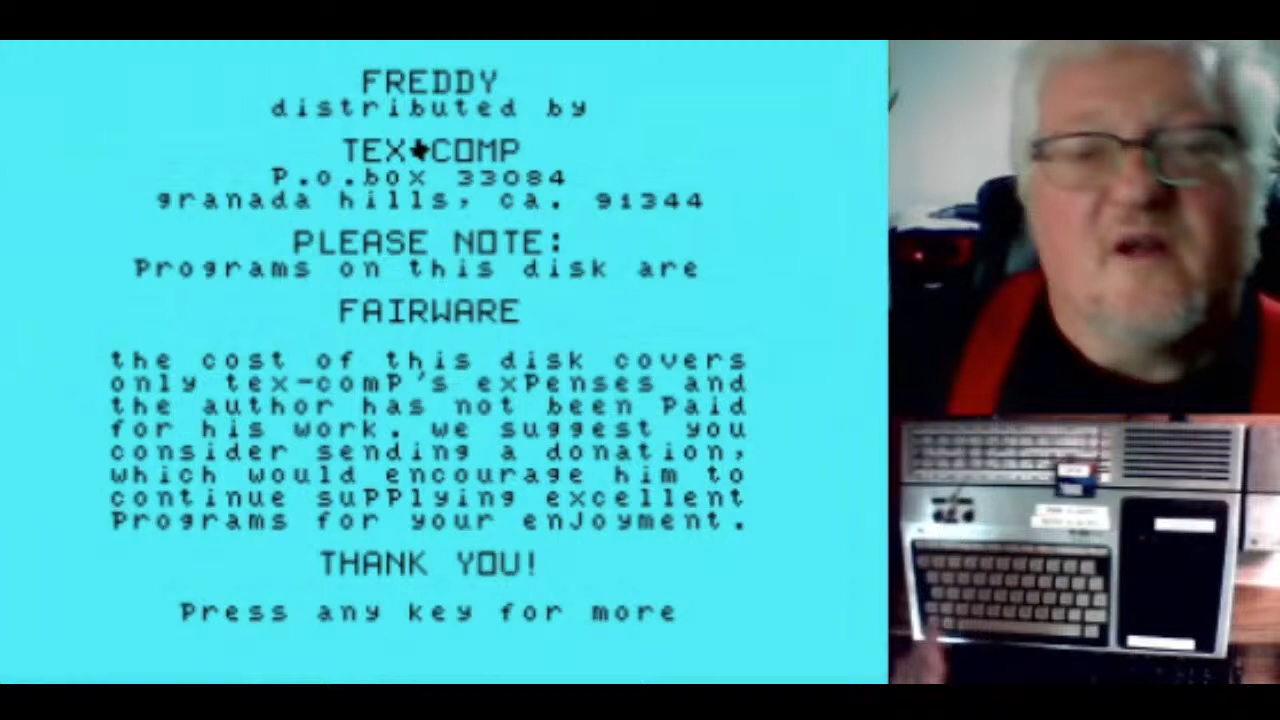 FREDDY
distributed by
TEX COMP
P.o.box 33084
granada hills, ca. 91344
PLEASE NOTE:
Programs on this disk are
FAIRWARE
the cost of this disk covers
only tex-comP's exPenses and
the author has not been Paid
for his work. we suggest you
consider sending a donation,
which would encourage him to
continue suPPlying excellent
Programs for your enJoyment.
THANK YOU!
Press any key for more